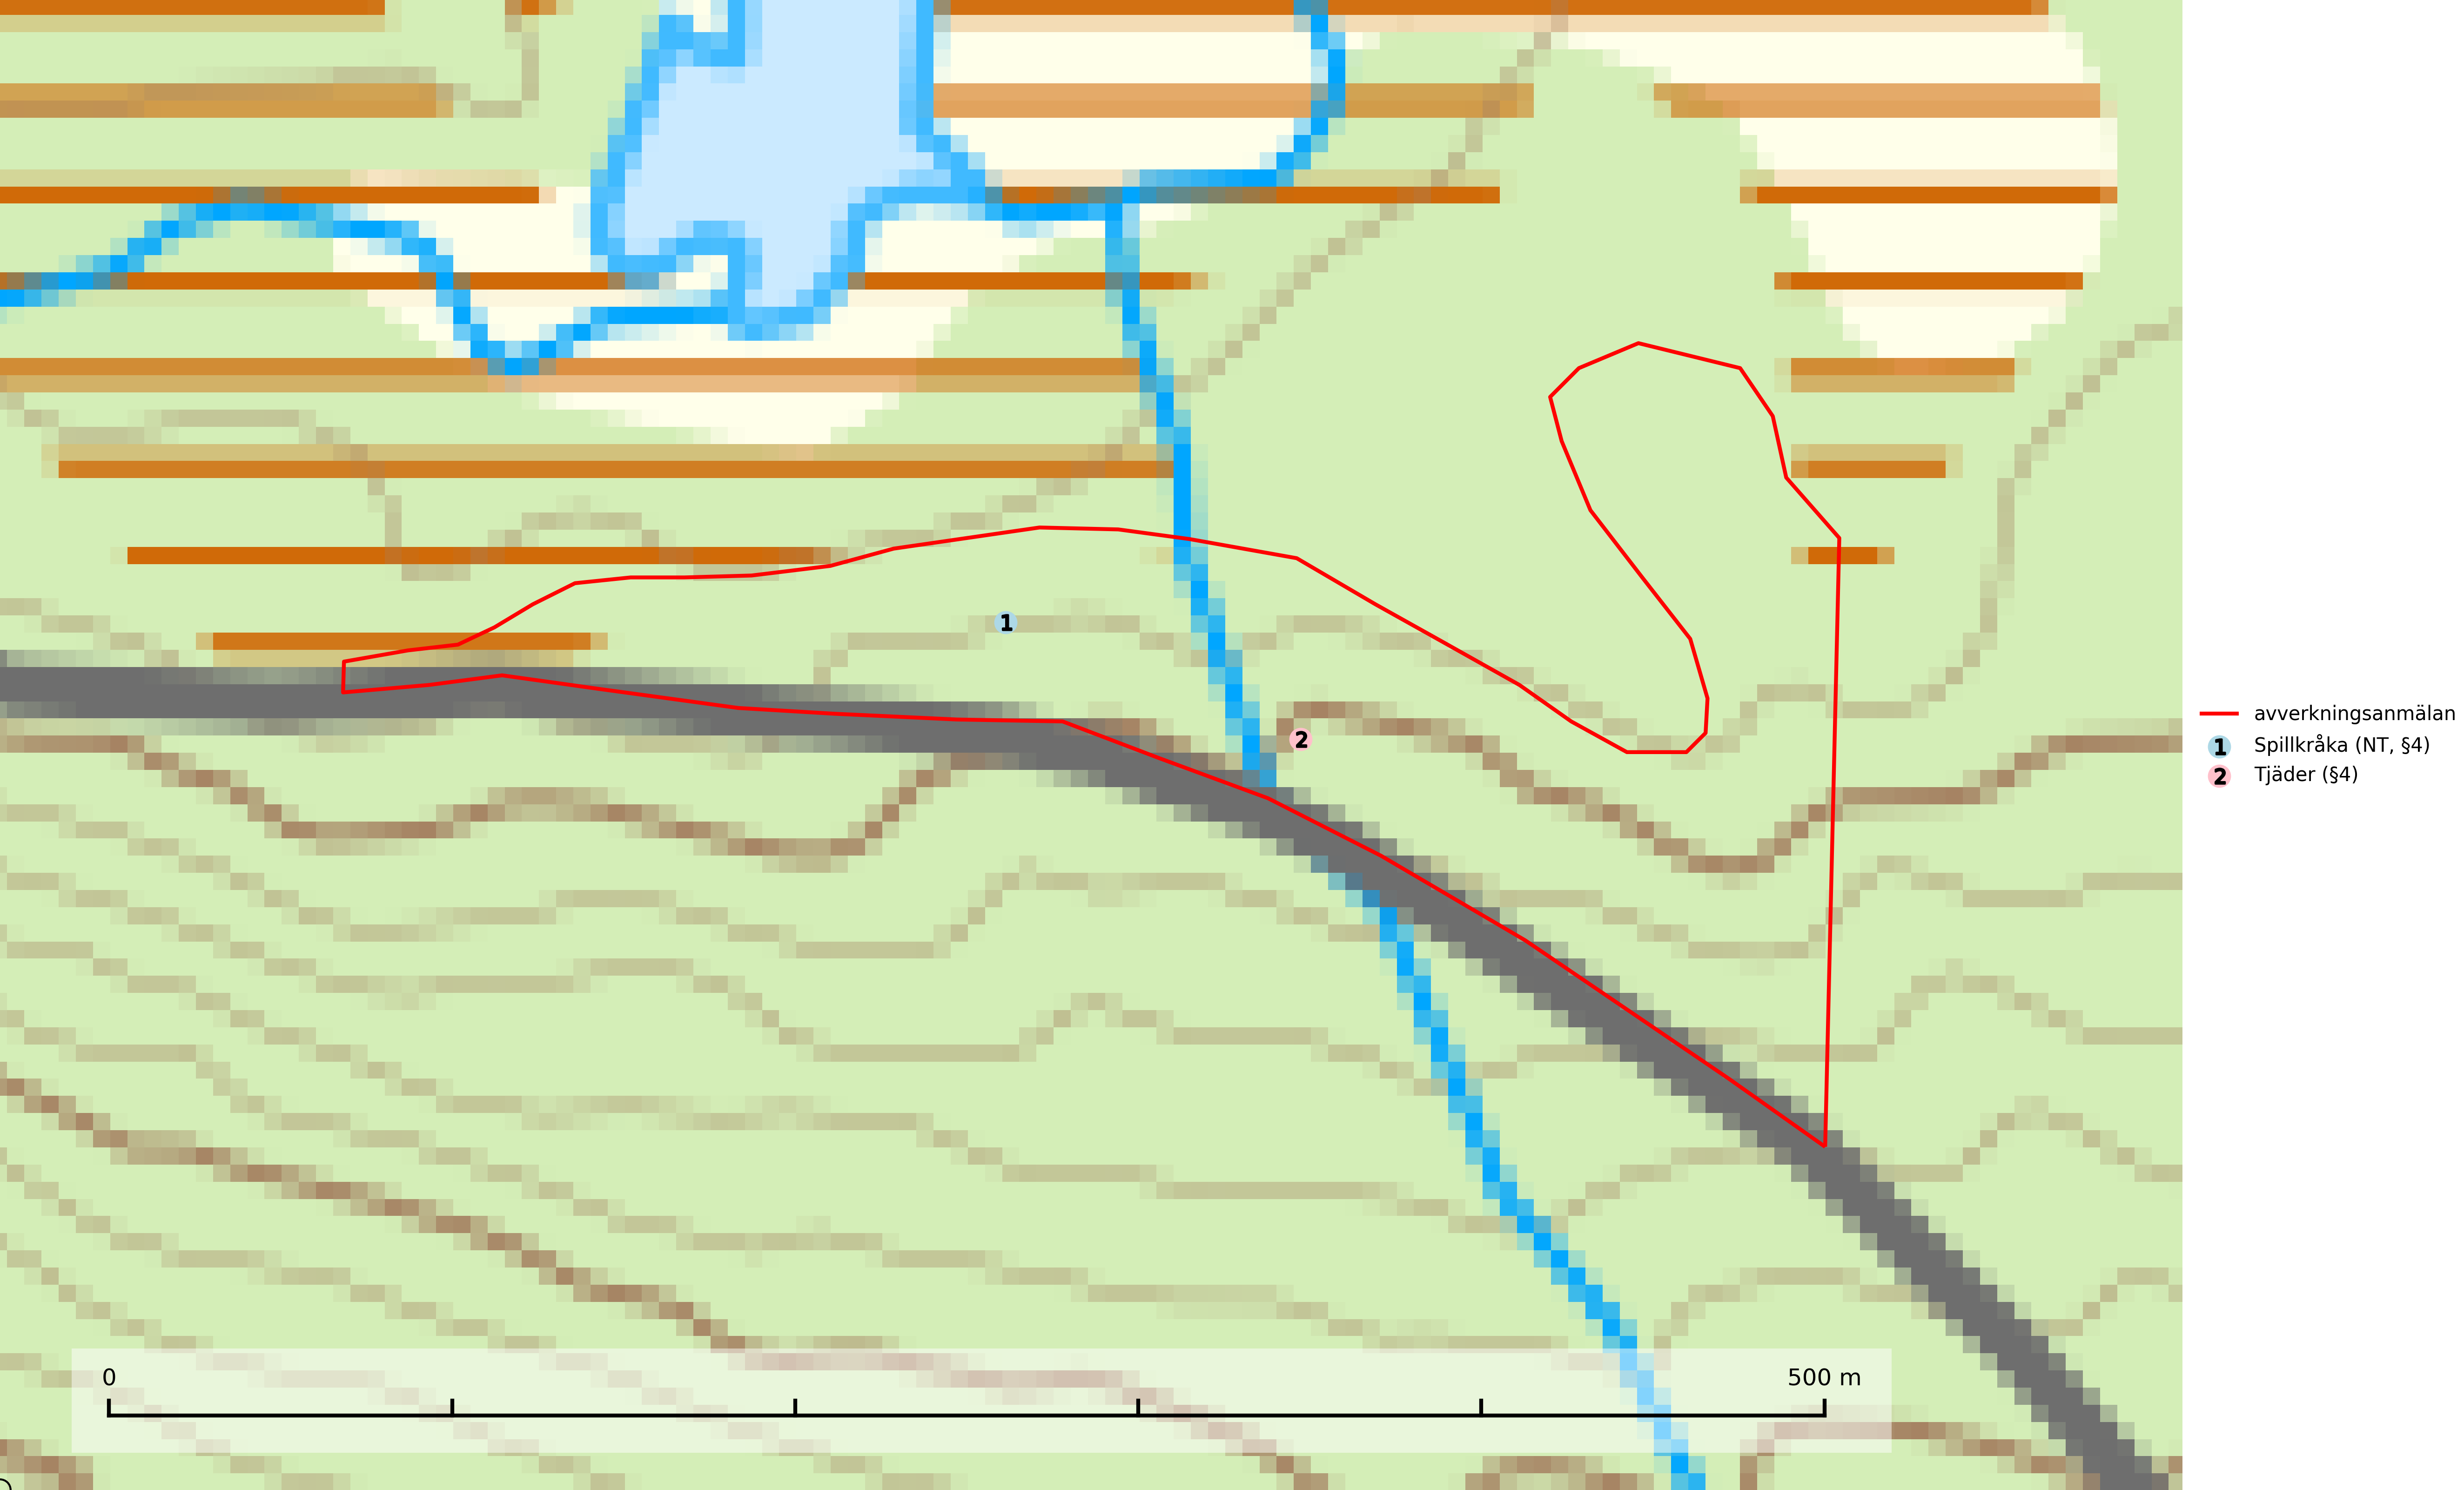 1
2
avverkningsanmälan
1 Spillkråka (NT, §4)
2 Tjäder (§4)
0 500 m